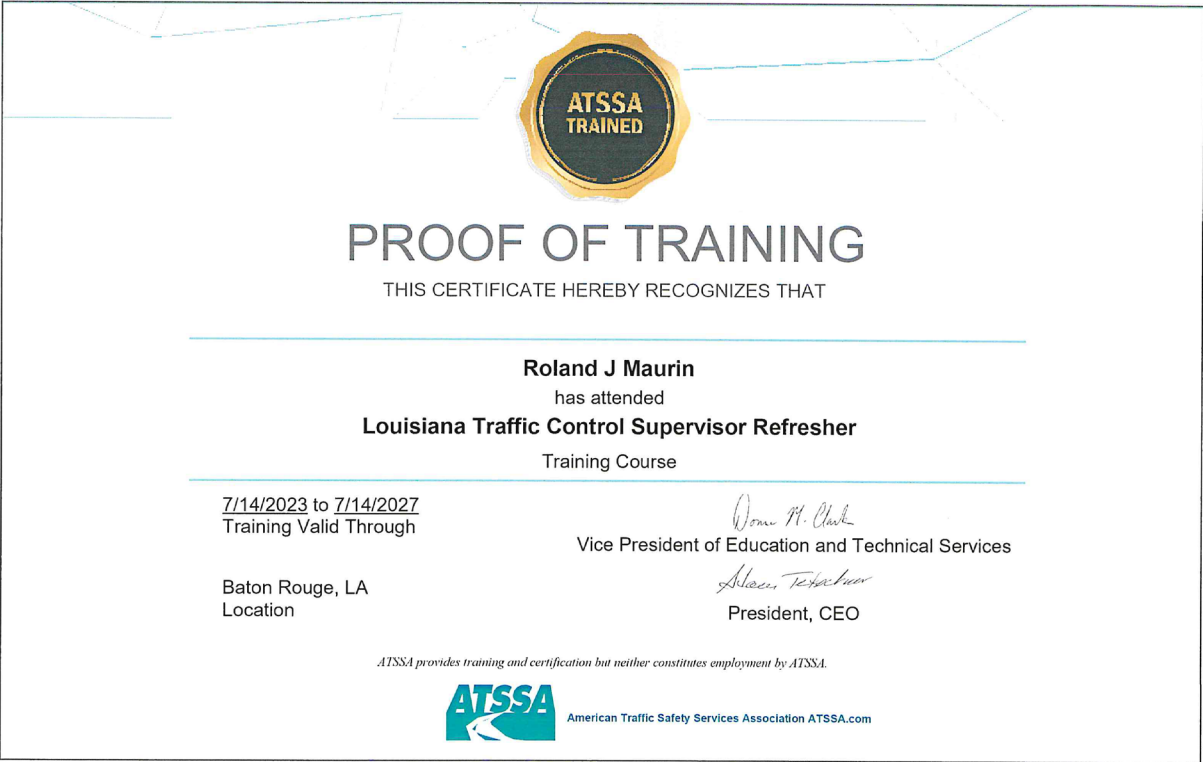 ATSSA
TRAINED
PROOF OF TRAINING
THIS CERTIFICATE HEREBY RECOGNIZES THAT
Roland J Maurin
has attended
Louisiana Traffic Control Supervisor Refresher
Training Course
7/14/2023 to 7/14/2027
Training Valid Through
Donna M. Clark
Vice President of Education and Technical Services
Baton Rouge, LA
Location
President, CEO
ATSSA provides training and certification but neither constitutes employment by ATSSA.
ATSSA
American Traffic Safety Services Association ATSSA.com